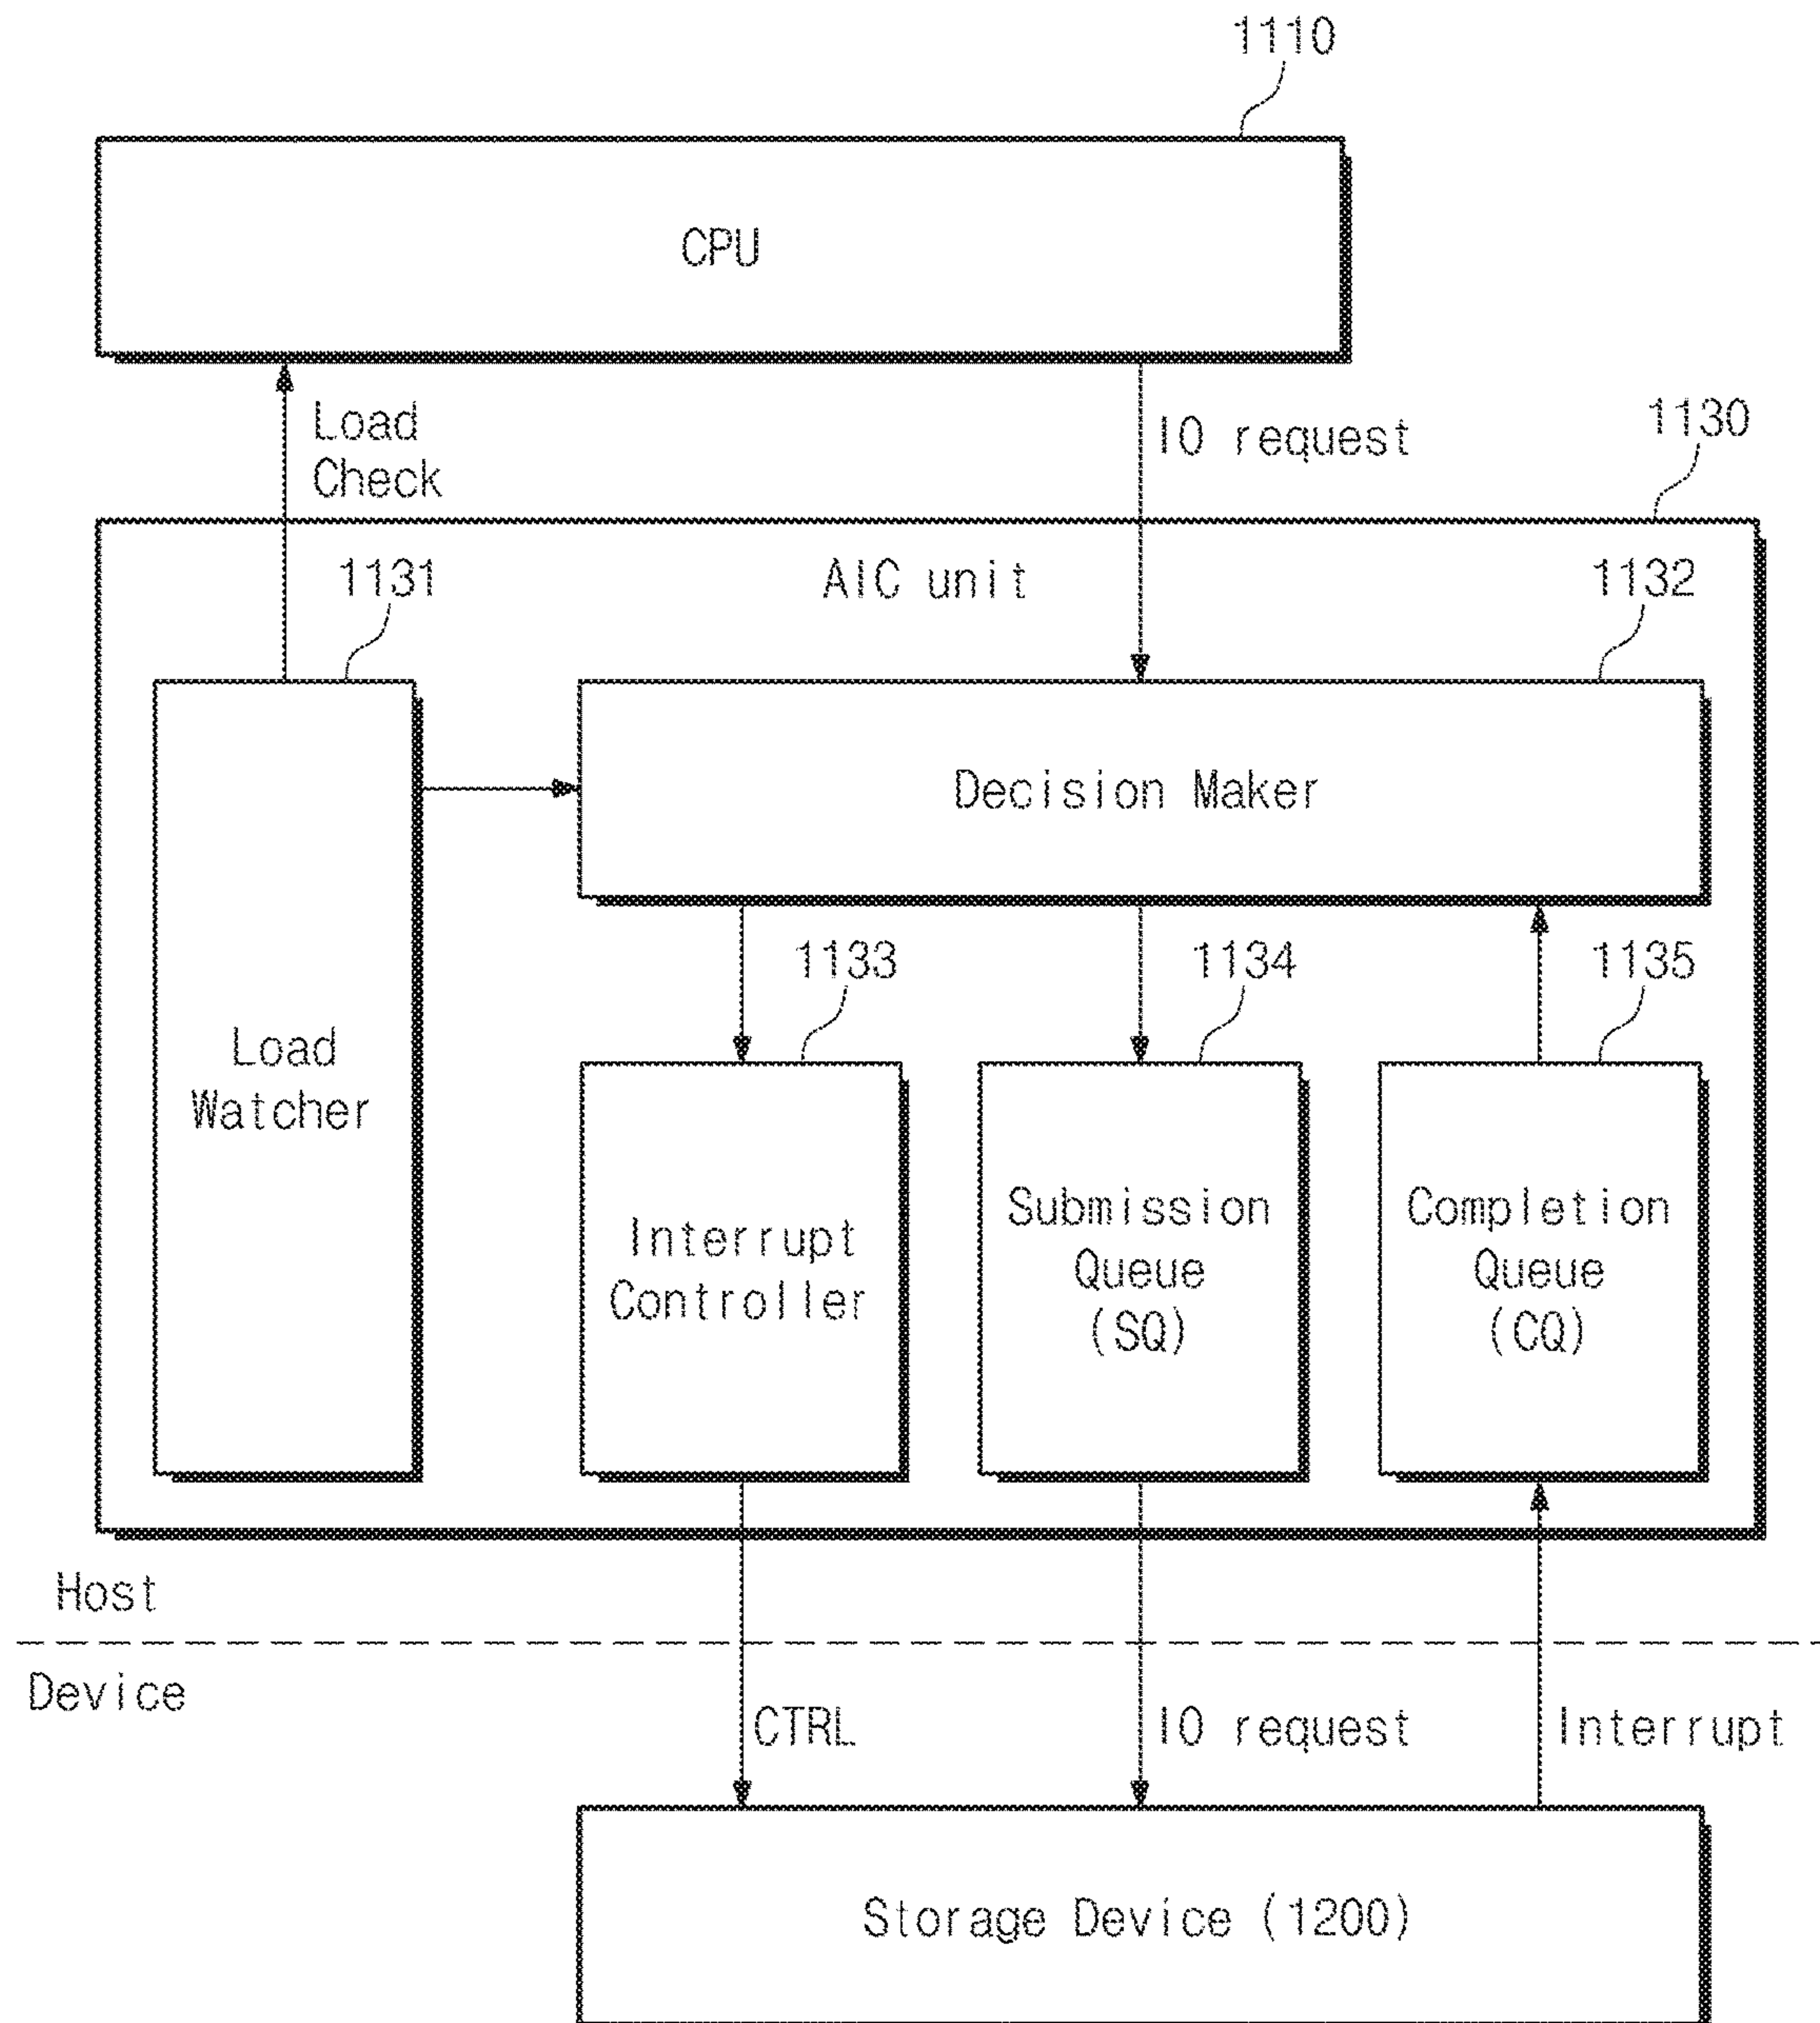 1110
CPU
Load
Check
IO request
1130
AIC unit
1131
1132
Decision Maker
1133
1134
1135
Load
Watcher
Interrupt
Controller
Submission
Queue
(SQ)
Completion
Queue
(CQ)
Host
Device
CTRL
IO request
Interrupt
Storage Device (1200)